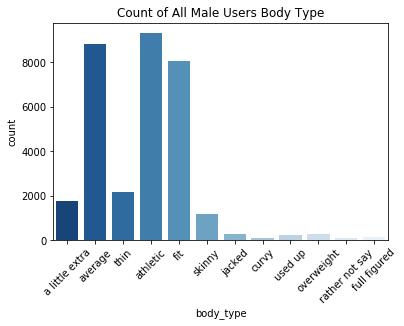 Count of All Male Users Body Type
8000
6000
4000
2000
0
count
a little extra
average
thin
athletic
fit
skinny
jacked
curvy
used up
overweight
rather not say
full figured
body_type